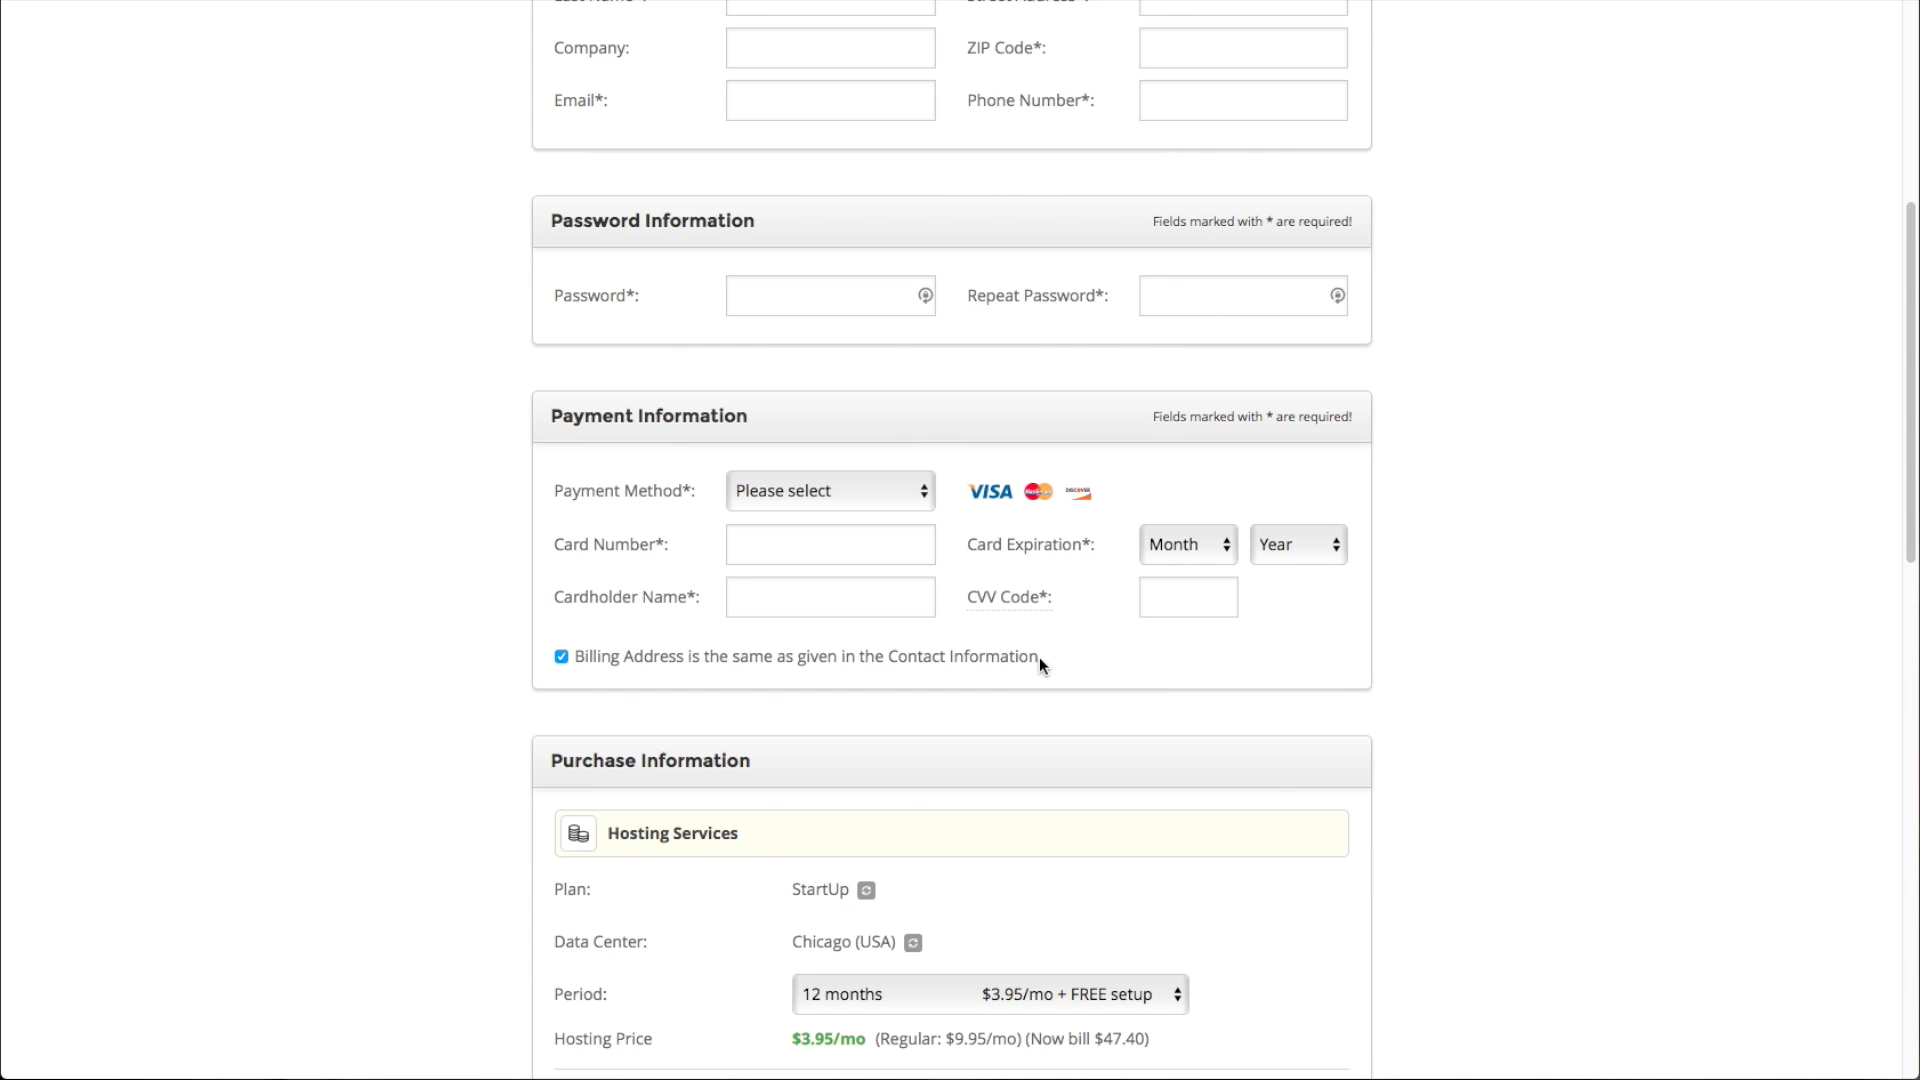 Company:
ZIP Code*:
Email*:
Phone Number*:
Password Information
Fields marked with * are required!
Password*:
Repeat Password*:
Payment Information
Fields marked with * are required!
Payment Method*:
Please select
VISA MasterCard DISCOVER
Card Number*:
Card Expiration*:
Month
Year
Cardholder Name*:
CVV Code*:
Billing Address is the same as given in the Contact Information.
Purchase Information
Hosting Services
Plan:
StartUp
Data Center:
Chicago (USA)
Period:
12 months $3.95/mo + FREE setup
Hosting Price
$3.95/mo (Regular: $9.95/mo) (Now bill $47.40)